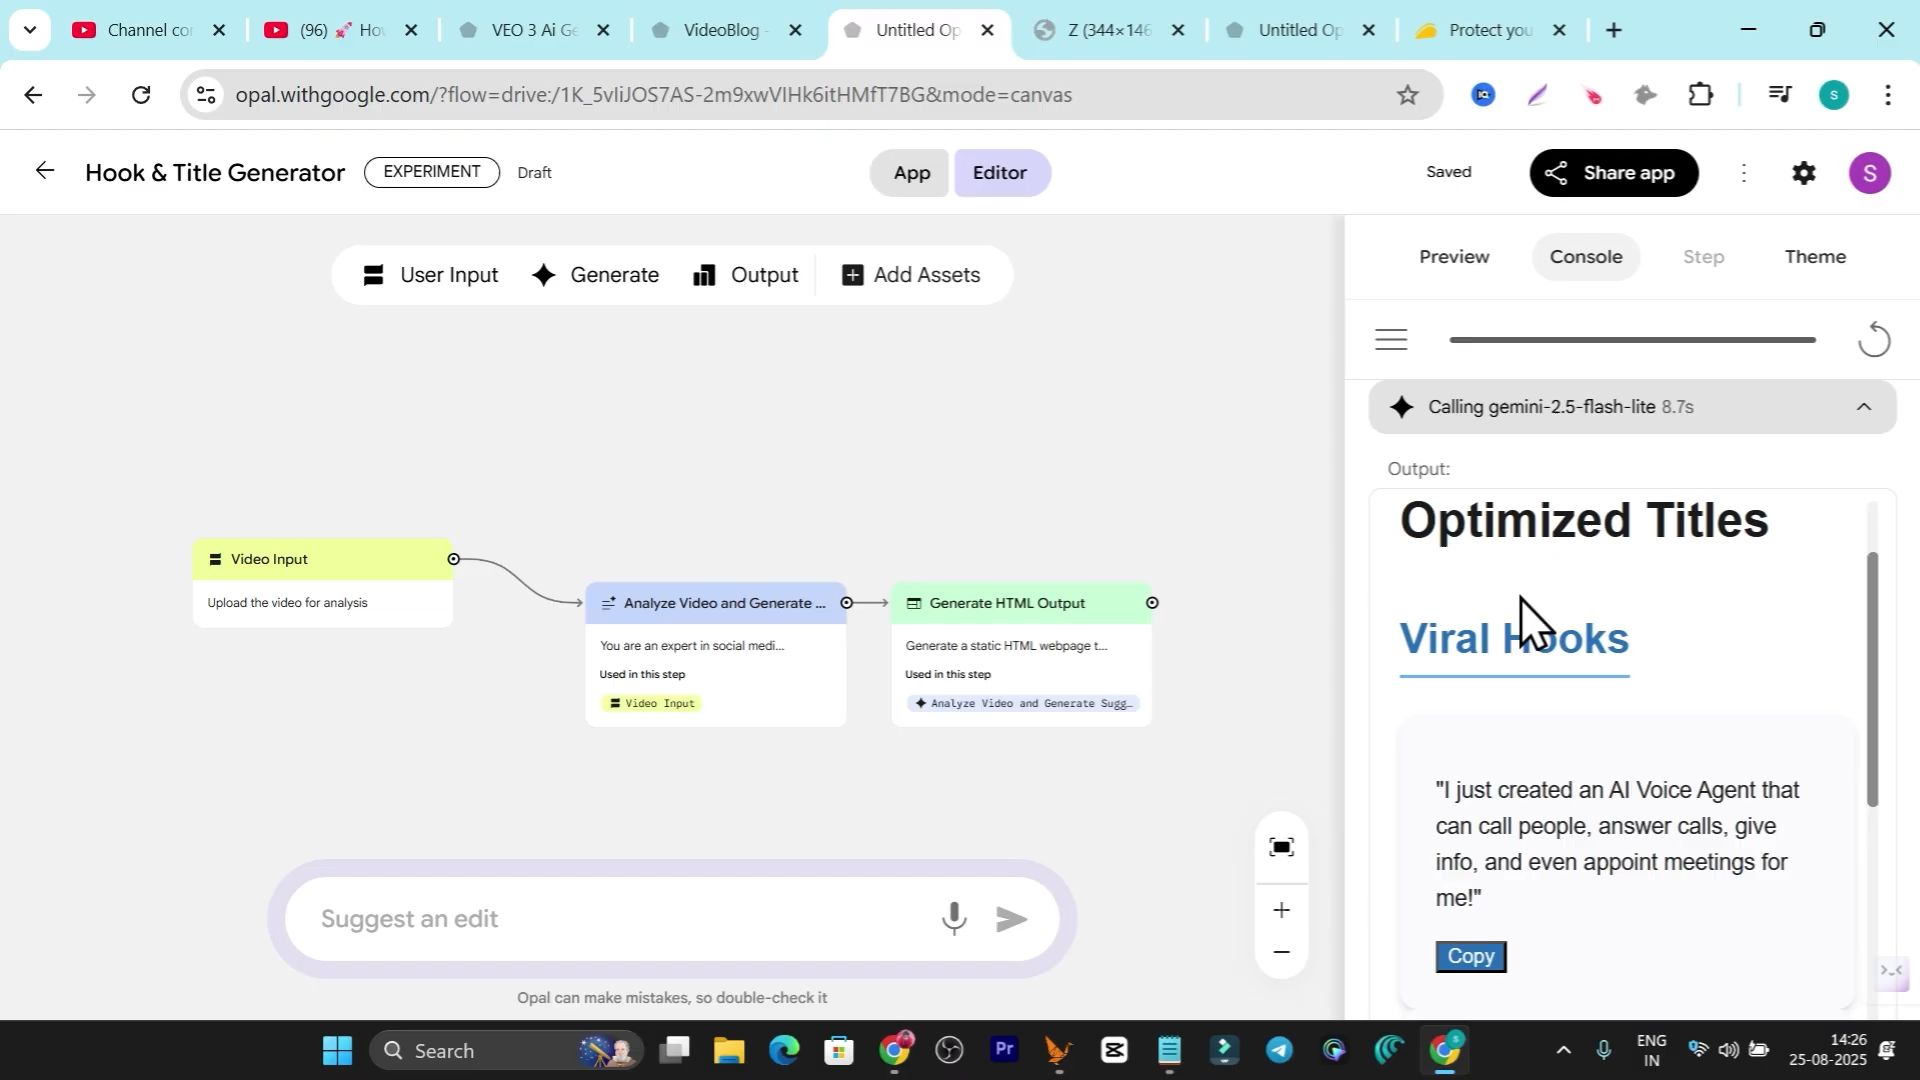 Channel co
(96) 🚀 Ho
VEO 3 Ai Ge
VideoBlog -
Untitled Op
Z (344×146
Untitled Op
Protect you
opal.withgoogle.com/?flow=drive:/1K_5vIiJOS7AS-2m9xwVIHk6itHMfT7BG&mode=canvas
S
Hook & Title Generator
EXPERIMENT
Draft
App
Editor
Saved
Share app
S
User Input
Generate
Output
Add Assets
Preview
Console
Step
Theme
Calling gemini-2.5-flash-lite 8.7s
Output:
Optimized Titles
Viral Hooks
"I just created an AI Voice Agent that
can call people, answer calls, give
info, and even appoint meetings for
me!"
Copy
Video Input
Upload the video for analysis
Analyze Video and Generate ...
You are an expert in social medi...
Used in this step
Video Input
Generate HTML Output
Generate a static HTML webpage t...
Used in this step
Analyze Video and Generate Sugg…
Suggest an edit
Opal can make mistakes, so double-check it
Search
Pr
ENG
IN
14:26
25-08-2025